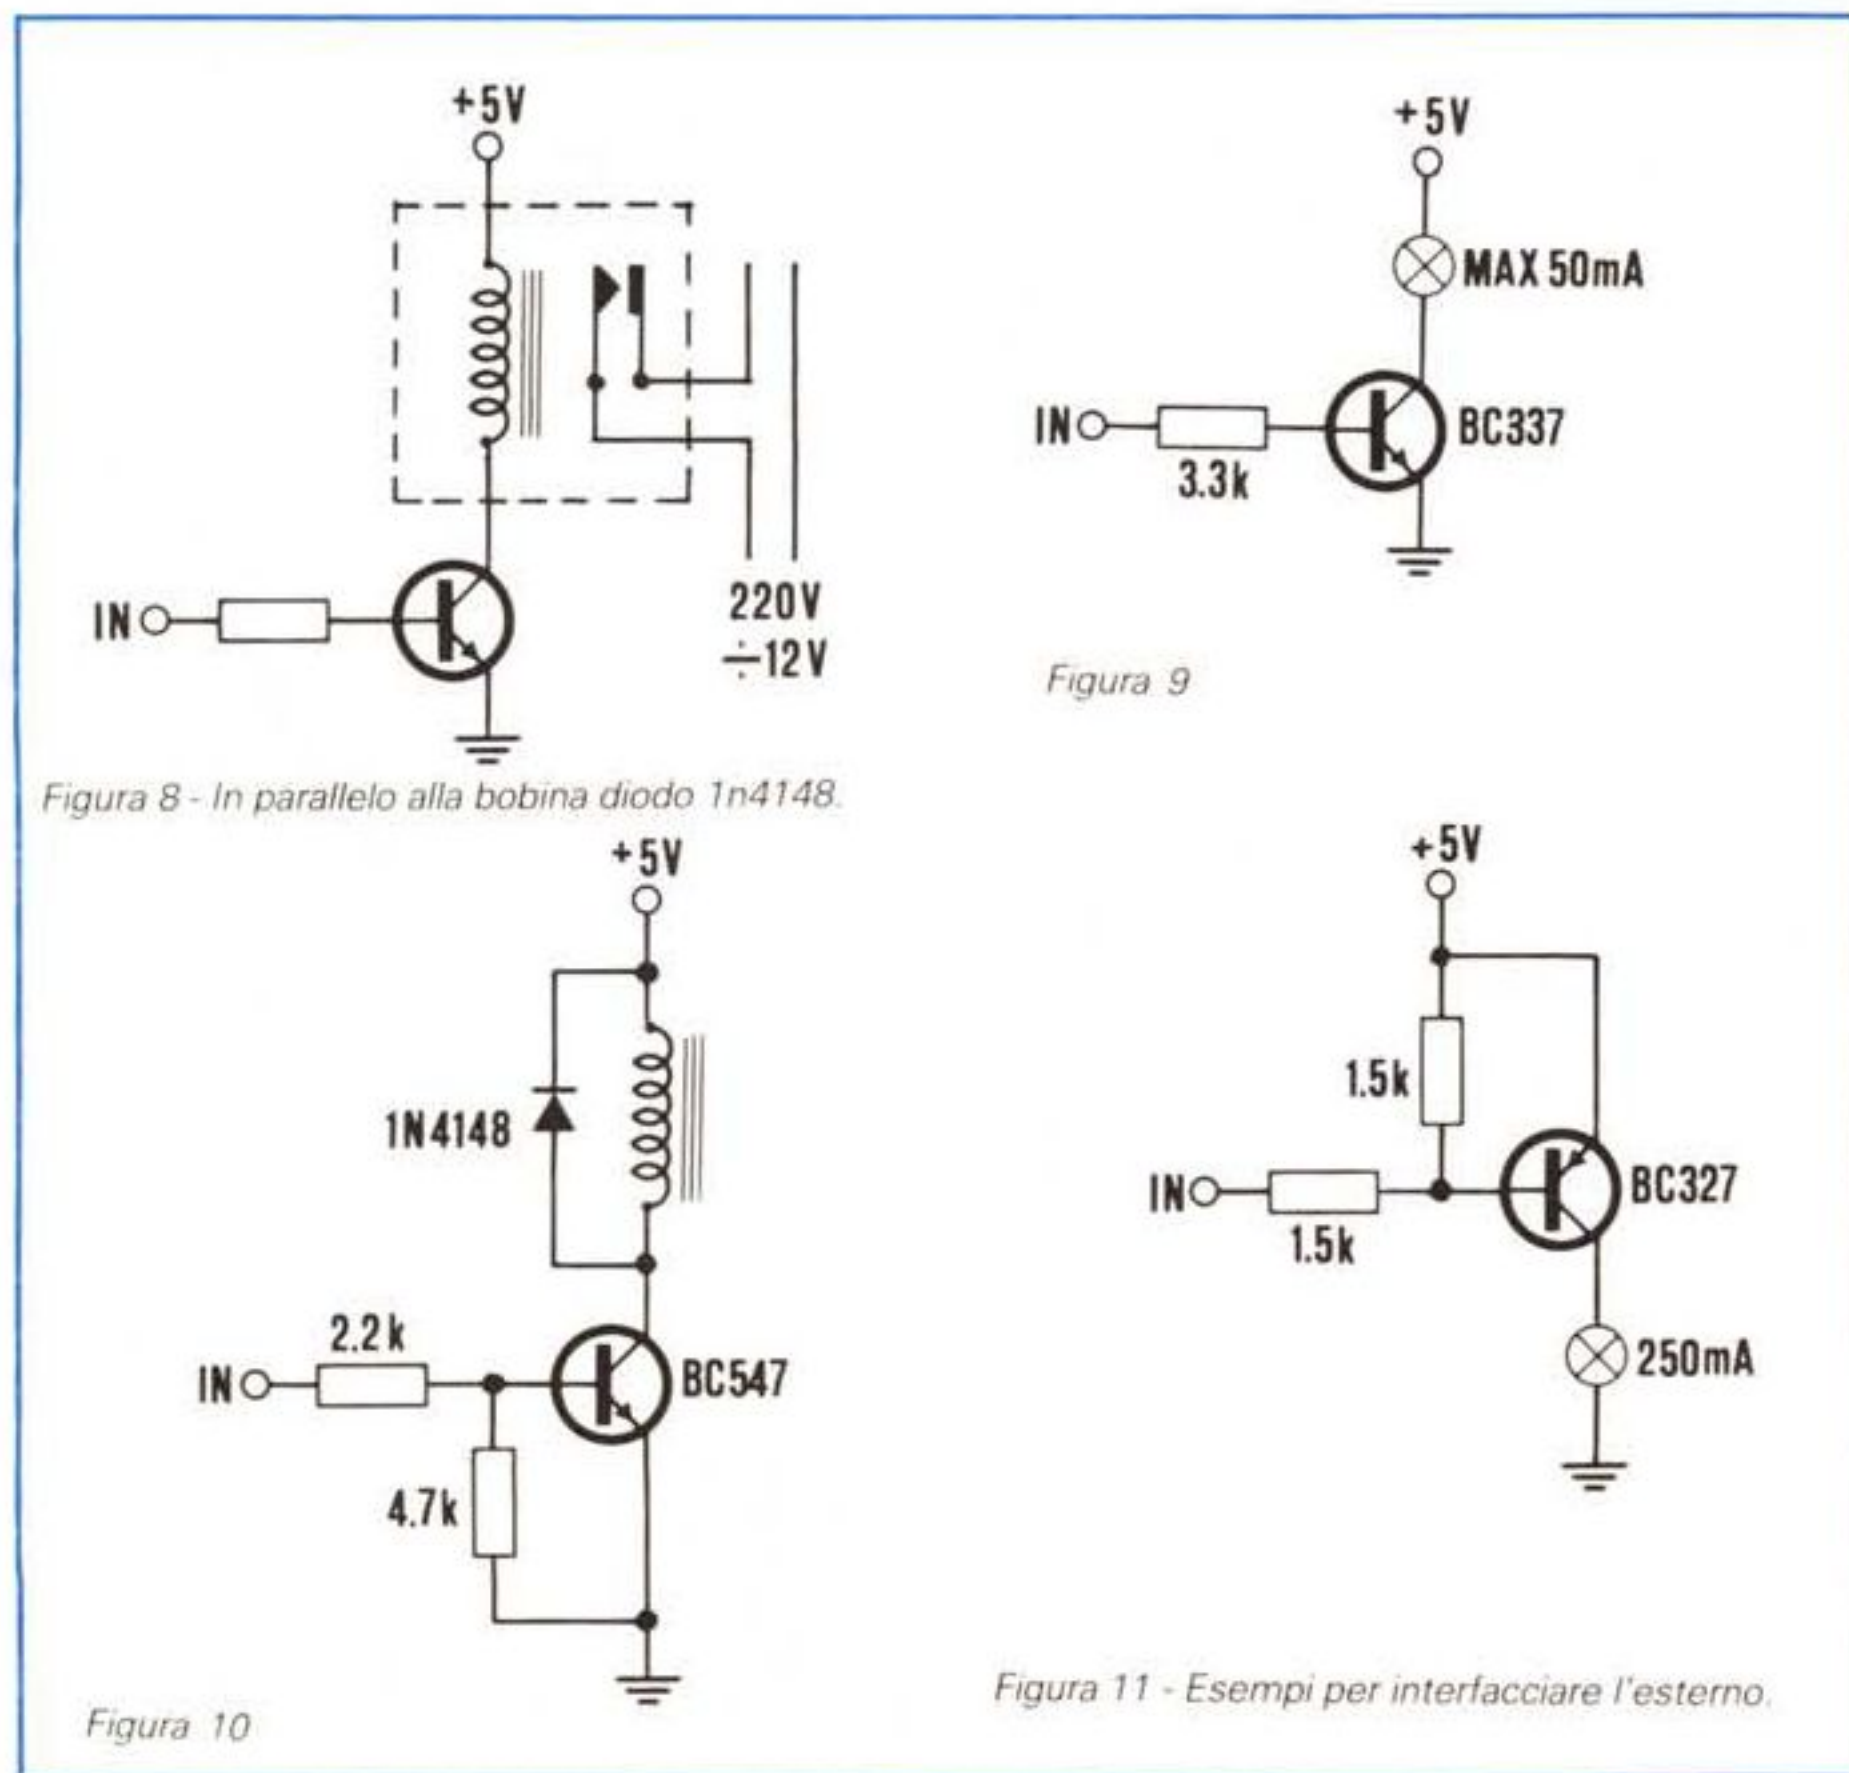 +5V
IN
220V
÷12V
Figura 8 - In parallelo alla bobina diodo 1n4148.
+5V
MAX 50mA
IN
3.3k
BC337
Figura 9
+5V
1N4148
2.2k
IN
BC547
4.7k
Figura 10
+5V
1.5k
IN
1.5k
BC327
250mA
Figura 11 - Esempi per interfacciare l'esterno.